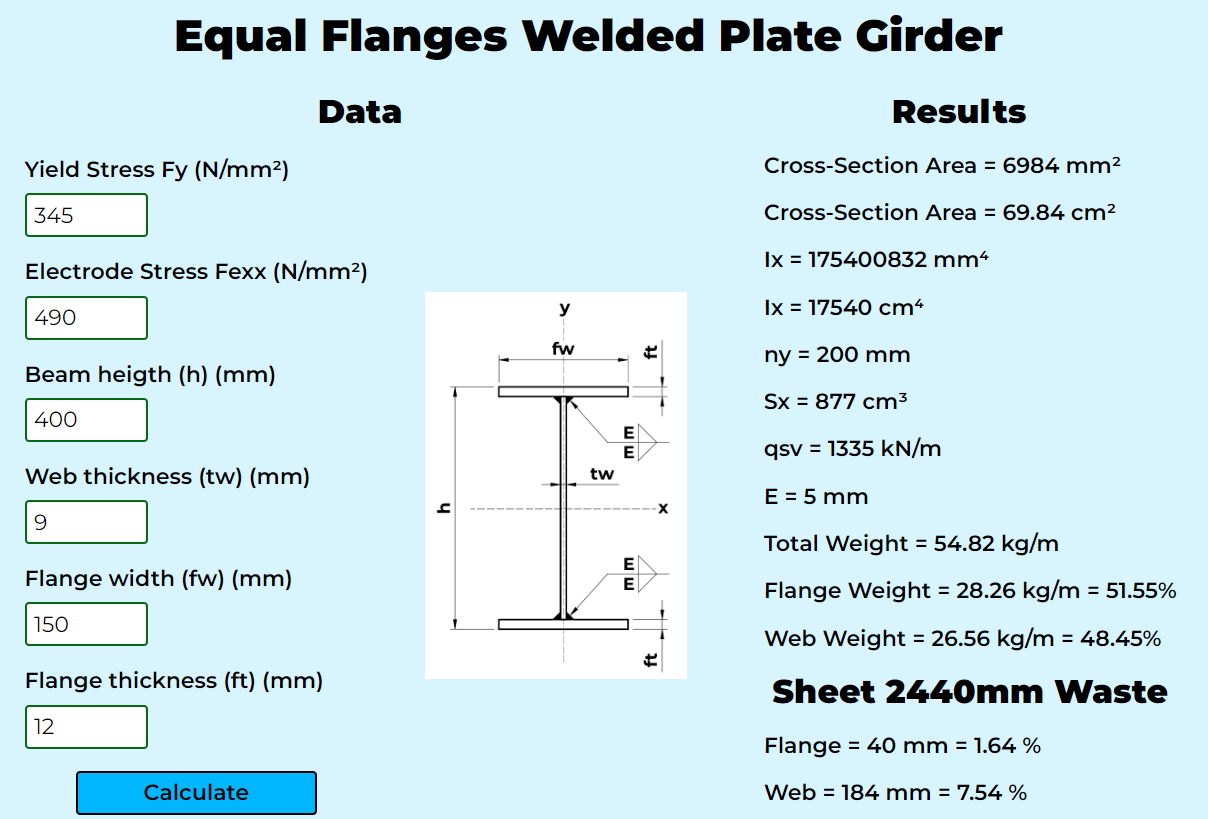 Equal Flanges Welded Plate Girder
Data
Yield Stress Fy (N/mm²)
345
Electrode Stress Fexx (N/mm²)
490
Beam heigth (h) (mm)
400
Web thickness (tw) (mm)
9
Flange width (fw) (mm)
150
Flange thickness (ft) (mm)
12
Calculate
y
fw
ft
E
E
tw
h
x
E
E
ft
Results
Cross-Section Area = 6984 mm²
Cross-Section Area = 69.84 cm²
Ix = 175400832 mm⁴
Ix = 17540 cm⁴
ny = 200 mm
Sx = 877 cm³
qsv = 1335 kN/m
E = 5 mm
Total Weight = 54.82 kg/m
Flange Weight = 28.26 kg/m = 51.55%
Web Weight = 26.56 kg/m = 48.45%
Sheet 2440mm Waste
Flange = 40 mm = 1.64 %
Web = 184 mm = 7.54 %